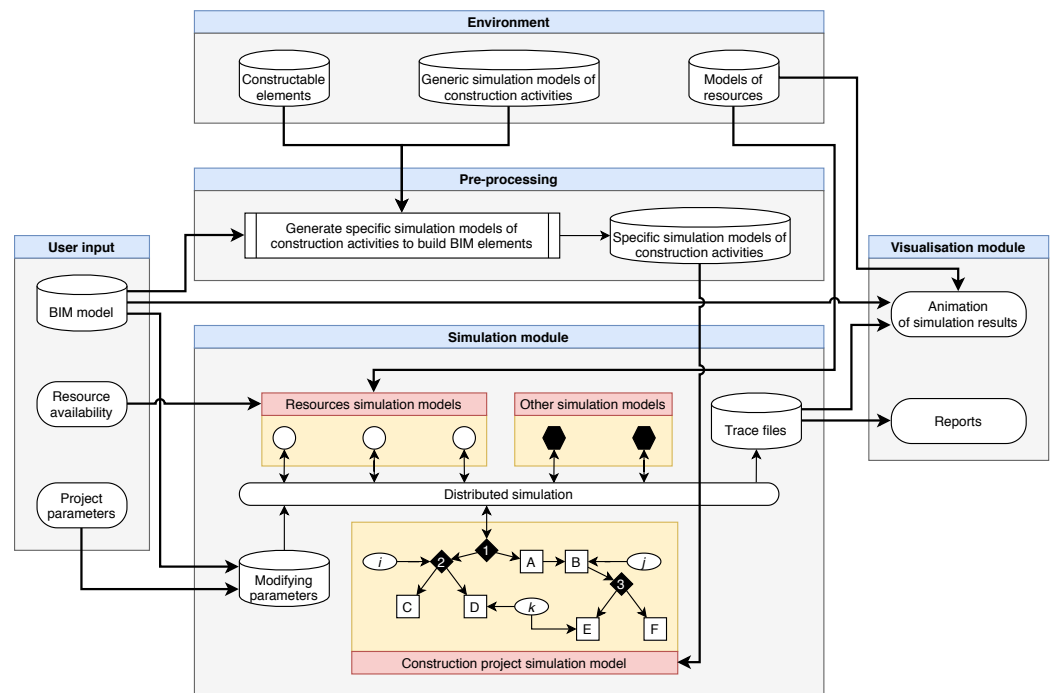 Environment
Constructable
elements
Generic simulation models of
construction activities
Models of
resources
Pre-processing
Generate specific simulation models of
construction activities to build BIM elements
Specific simulation models of
construction activities
User input
BIM model
Resource
availability
Project
parameters
Visualisation module
Animation
of simulation results
Reports
Simulation module
Resources simulation models
Other simulation models
Trace files
Distributed simulation
Modifying
parameters
i
2
1
A
B
j
3
C
D
k
E
F
Construction project simulation model